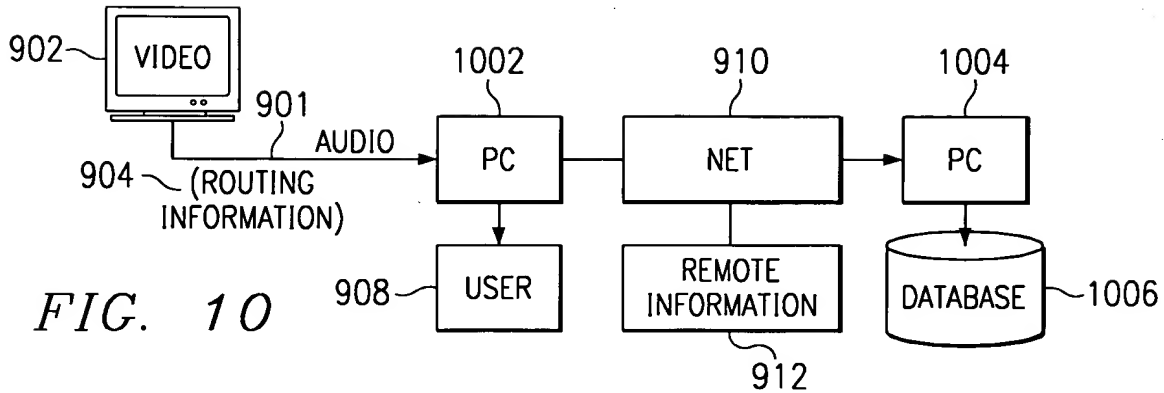 902
VIDEO
901
AUDIO
904
(ROUTING
INFORMATION)
1002
PC
910
NET
1004
PC
908
USER
REMOTE
INFORMATION
912
DATABASE
1006
FIG. 10